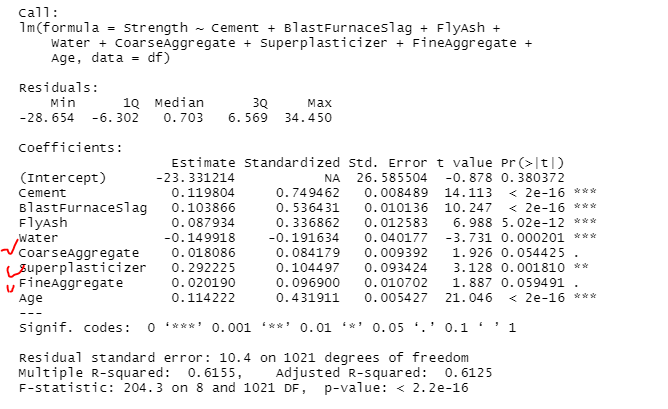 Call:
lm(formula = Strength ~ Cement + BlastFurnaceSlag + FlyAsh +
Water + CoarseAggregate + Superplasticizer + FineAggregate +
Age, data = df)
Residuals:
Min 1Q Median 3Q Max
-28.654 -6.302 0.703 6.569 34.450
Coefficients:
Estimate Standardized Std. Error t value Pr(>|t|)
(Intercept) -23.331214 NA 26.585504 -0.878 0.380372
Cement 0.119804 0.749462 0.008489 14.113 < 2e-16 ***
BlastFurnaceSlag 0.103866 0.536431 0.010136 10.247 < 2e-16 ***
FlyAsh 0.087934 0.336862 0.012583 6.988 5.02e-12 ***
Water -0.149918 -0.191634 0.040177 -3.731 0.000201 ***
CoarseAggregate 0.018086 0.084179 0.009392 1.926 0.054425 .
Superplasticizer 0.292225 0.104497 0.093424 3.128 0.001810 **
FineAggregate 0.020190 0.096900 0.010702 1.887 0.059491 .
Age 0.114222 0.431911 0.005427 21.046 < 2e-16 ***
---
Signif. codes: 0 ‘***’ 0.001 ‘**’ 0.01 ‘*’ 0.05 ‘.’ 0.1 ‘ ’ 1
Residual standard error: 10.4 on 1021 degrees of freedom
Multiple R-squared: 0.6155, Adjusted R-squared: 0.6125
F-statistic: 204.3 on 8 and 1021 DF, p-value: < 2.2e-16